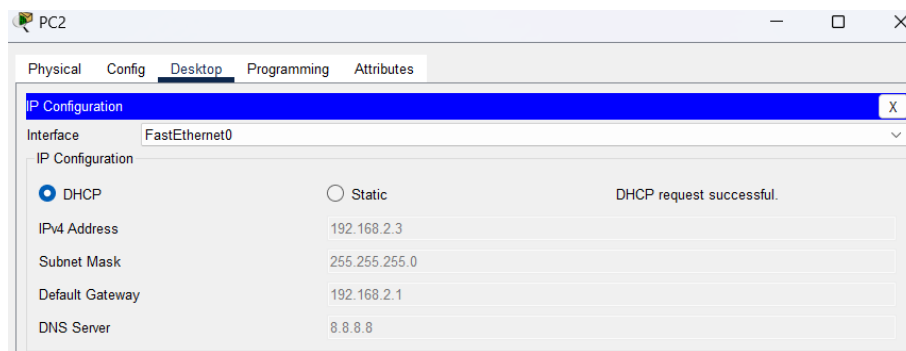 PC2
Physical Config Desktop Programming Attributes
IP Configuration X
Interface FastEthernet0
IP Configuration
DHCP Static DHCP request successful.
IPv4 Address 192.168.2.3
Subnet Mask 255.255.255.0
Default Gateway 192.168.2.1
DNS Server 8.8.8.8